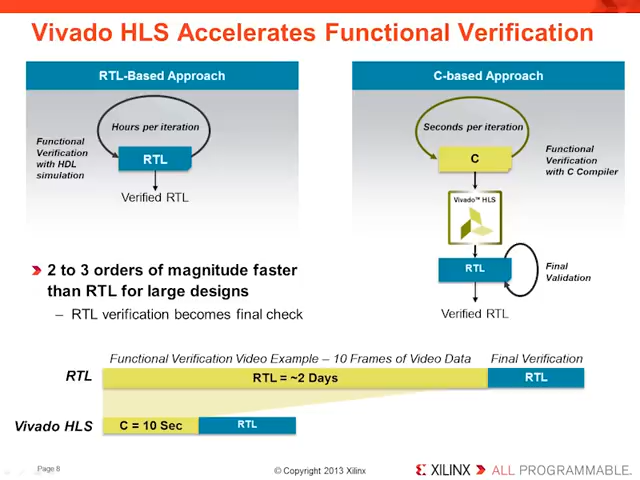 Vivado HLS Accelerates Functional Verification
RTL-Based Approach
Hours per iteration
Functional
Verification
with HDL
simulation
RTL
Verified RTL
C-based Approach
Seconds per iteration
C
Functional
Verification
with C Compiler
Vivado™ HLS
RTL
Final
Validation
Verified RTL
2 to 3 orders of magnitude faster
than RTL for large designs
– RTL verification becomes final check
Functional Verification Video Example – 10 Frames of Video Data
Final Verification
RTL
RTL = ~2 Days
RTL
Vivado HLS
C = 10 Sec
RTL
Page 8
© Copyright 2013 Xilinx
XILINX
ALL PROGRAMMABLE.